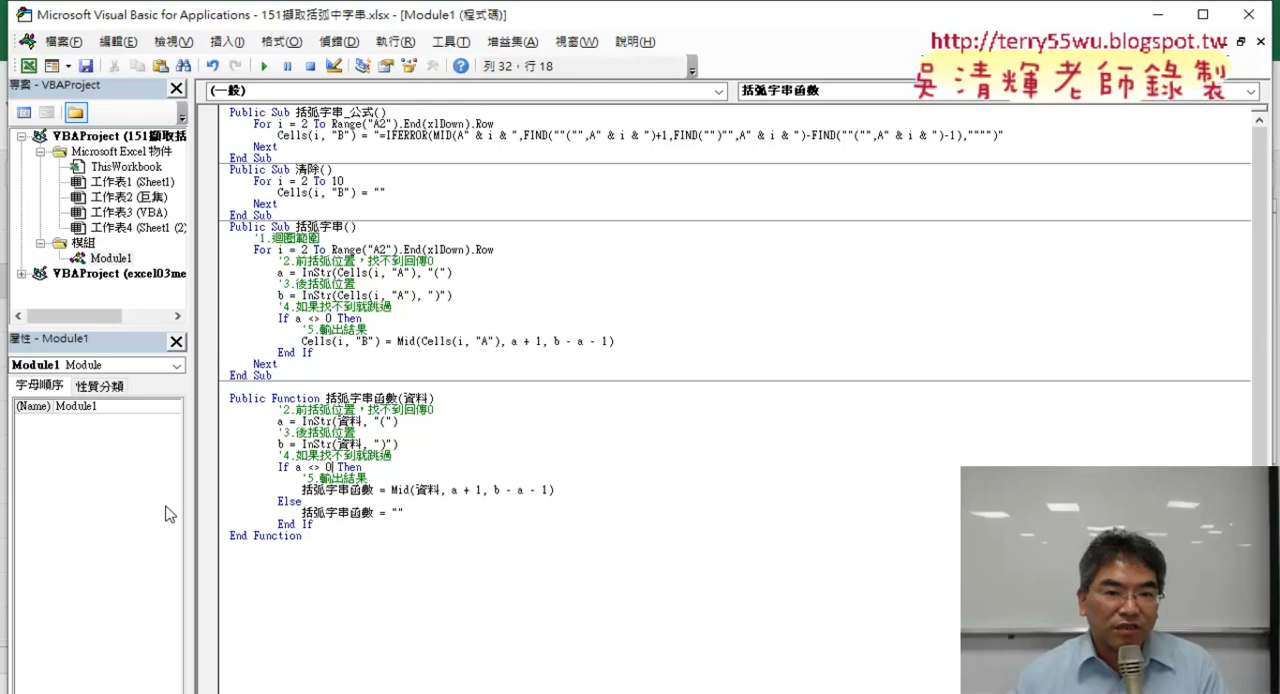 Microsoft Visual Basic for Applications - 151擷取括弧中字串.xlsx - [Module1 (程式碼)]
檔案(F) 編輯(E) 檢視(V) 插入(I) 格式(O) 偵錯(D) 執行(R) 工具(T) 增益集(A) 視窗(W) 說明(H)
http://terry55wu.blogspot.tw
吳清輝老師錄製
列 32，行 18
專案 - VBAProject
(一般)
括弧字串函數
VBAProject (151擷取括
Microsoft Excel 物件
ThisWorkbook
工作表1 (Sheet1)
工作表2 (巨集)
工作表3 (VBA)
工作表4 (Sheet1 (2)
模組
Module1
VBAProject (excel03me
屬性 - Module1
Module1 Module
字母順序 性質分類
(Name) Module1
Public Sub 括弧字串_公式()
For i = 2 To Range("A2").End(xlDown).Row
Cells(i, "B") = "=IFERROR(MID(A" & i & ",FIND(""("",A" & i & ")+1,FIND("")"",A" & i & ")-FIND(""("",A" & i & ")-1),"""")"
Next
End Sub
Public Sub 清除()
For i = 2 To 10
Cells(i, "B") = ""
Next
End Sub
Public Sub 括弧字串()
'1.迴圈範圍
For i = 2 To Range("A2").End(xlDown).Row
'2.前括弧位置，找不到回傳0
a = InStr(Cells(i, "A"), "(")
'3.後括弧位置
b = InStr(Cells(i, "A"), ")")
'4.如果找不到就跳過
If a <> 0 Then
'5.輸出結果
Cells(i, "B") = Mid(Cells(i, "A"), a + 1, b - a - 1)
End If
Next
End Sub
Public Function 括弧字串函數(資料)
'2.前括弧位置，找不到回傳0
a = InStr(資料, "(")
'3.後括弧位置
b = InStr(資料, ")")
'4.如果找不到就跳過
If a <> 0 Then
'5.輸出結果
括弧字串函數 = Mid(資料, a + 1, b - a - 1)
Else
括弧字串函數 = ""
End If
End Function